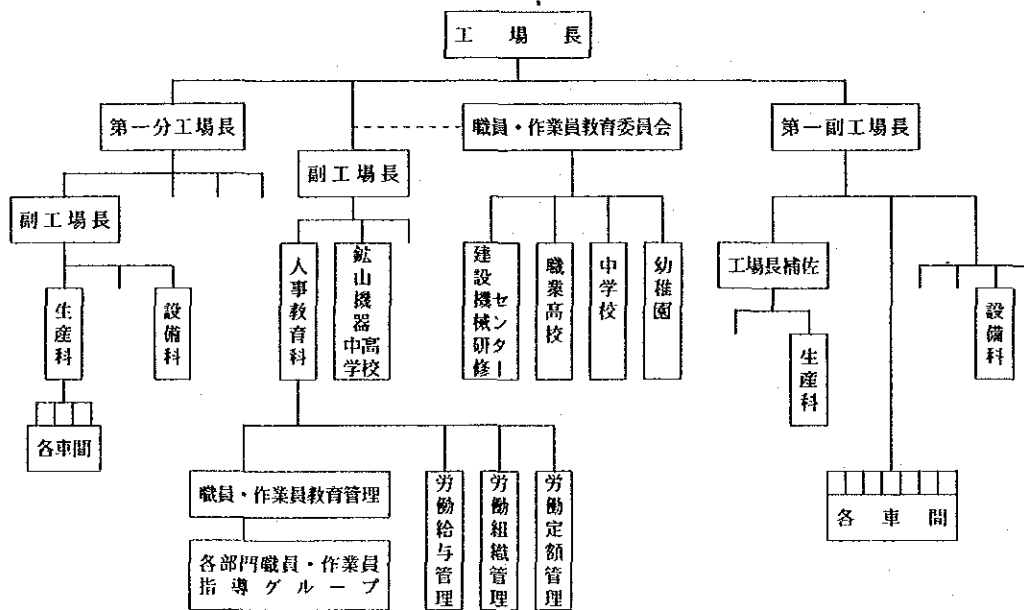 工場長
第一分工場長
職員・作業員教育委員会
第一副工場長
副工場長
副工場長
工場長補佐
人事教育科
鉱山機器中高学校
建設機械研修センター
職業高校
中学校
幼稚園
生産科
設備科
設備科
生産科
各車間
職員・作業員教育管理
労働給与管理
労働組織管理
労働定額管理
各車間
各部門職員・作業員
指導グループ